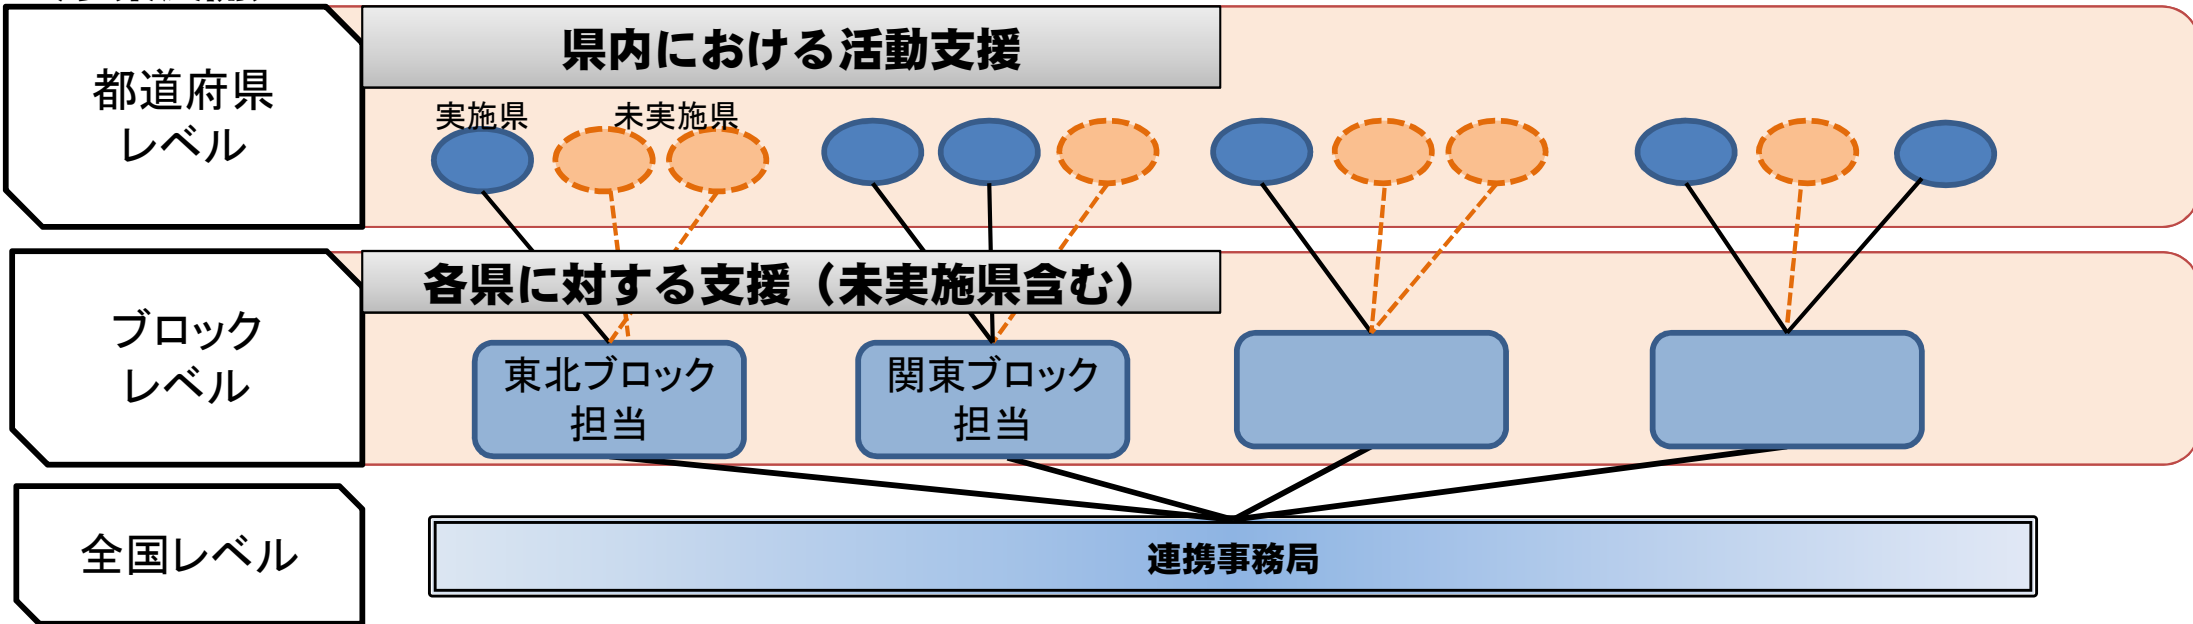 県内における活動支援
都道府県
レベル
実施県
未実施県
各県に対する支援（未実施県含む）
ブロック
レベル
東北ブロック
担当
関東ブロック
担当
全国レベル
連携事務局